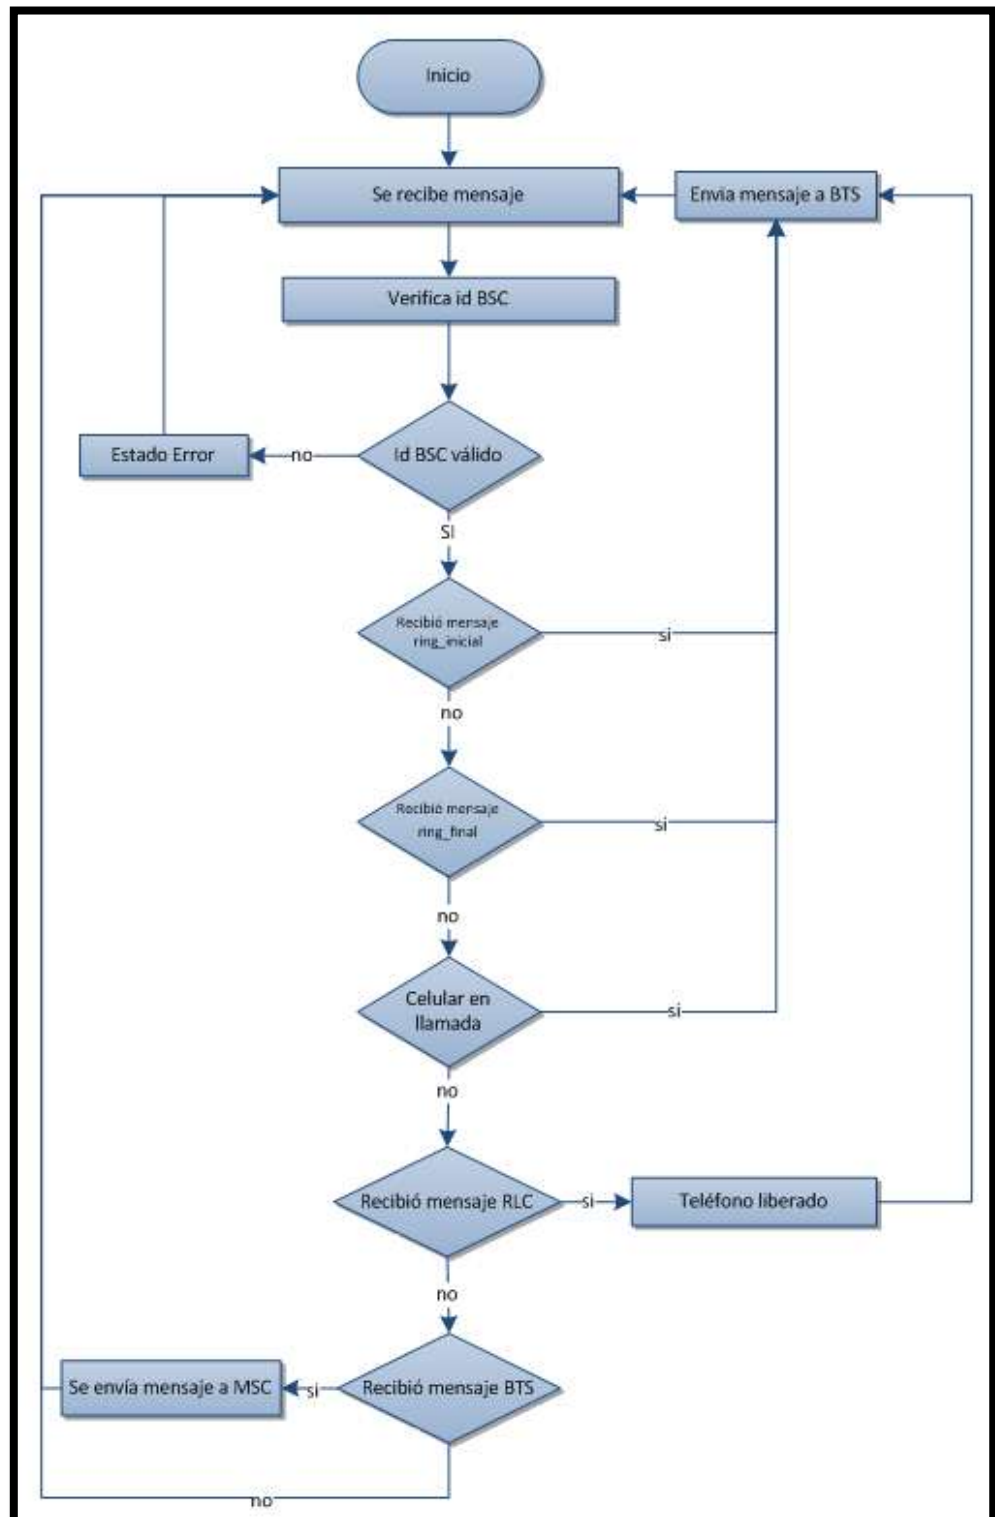 Inicio
Se recibe mensaje
Envia mensaje a BTS
Verifica id BSC
Estado Error
no
Id BSC válido
SI
Recibió mensaje
ring_inicial
si
no
Recibió mensaje
ring_final
si
no
Celular en
llamada
si
no
Recibió mensaje RLC
si
Teléfono liberado
no
Se envía mensaje a MSC
si
Recibió mensaje BTS
no